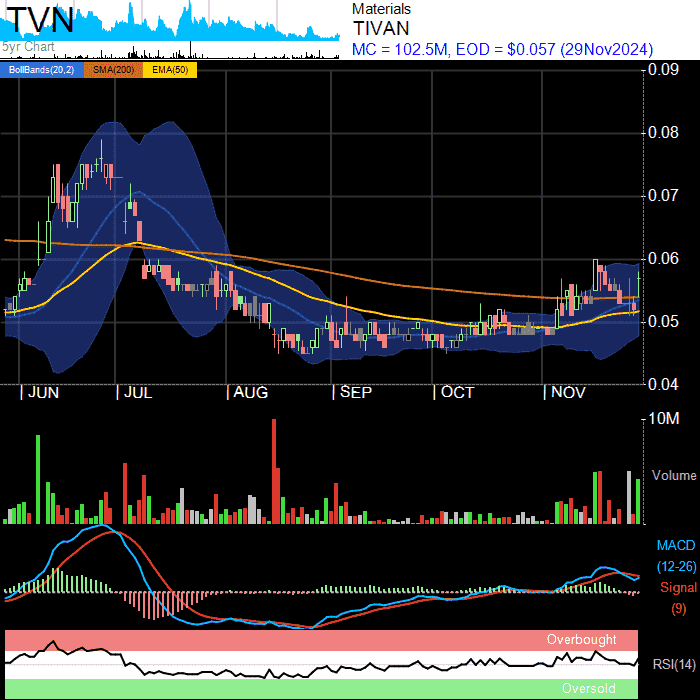 TVN
5yr Chart
Materials
TIVAN
MC = 102.5M, EOD = $0.057 (29Nov2024)
BollBands(20,2) SMA(200) EMA(50)
0.09
0.08
0.07
0.06
0.05
0.04
JUN JUL AUG SEP OCT NOV
10M
Volume
MACD
(12-26)
Signal
(9)
Overbought
RSI(14)
Oversold